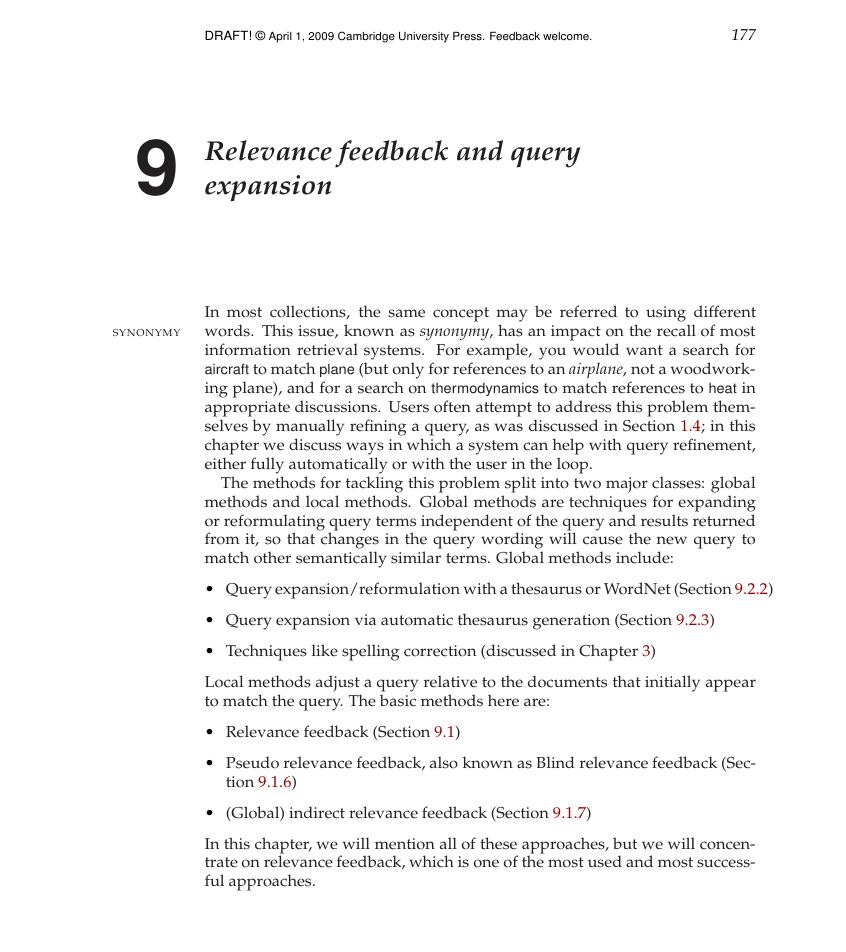 DRAFT! © April 1, 2009 Cambridge University Press. Feedback welcome. 177
9 Relevance feedback and query
expansion
In most collections, the same concept may be referred to using different
SYNONYMY words. This issue, known as synonymy, has an impact on the recall of most
information retrieval systems. For example, you would want a search for
aircraft to match plane (but only for references to an airplane, not a woodwork-
ing plane), and for a search on thermodynamics to match references to heat in
appropriate discussions. Users often attempt to address this problem them-
selves by manually refining a query, as was discussed in Section 1.4; in this
chapter we discuss ways in which a system can help with query refinement,
either fully automatically or with the user in the loop.
The methods for tackling this problem split into two major classes: global
methods and local methods. Global methods are techniques for expanding
or reformulating query terms independent of the query and results returned
from it, so that changes in the query wording will cause the new query to
match other semantically similar terms. Global methods include:
• Query expansion/reformulation with a thesaurus or WordNet (Section 9.2.2)
• Query expansion via automatic thesaurus generation (Section 9.2.3)
• Techniques like spelling correction (discussed in Chapter 3)
Local methods adjust a query relative to the documents that initially appear
to match the query. The basic methods here are:
• Relevance feedback (Section 9.1)
• Pseudo relevance feedback, also known as Blind relevance feedback (Sec-
tion 9.1.6)
• (Global) indirect relevance feedback (Section 9.1.7)
In this chapter, we will mention all of these approaches, but we will concen-
trate on relevance feedback, which is one of the most used and most success-
ful approaches.